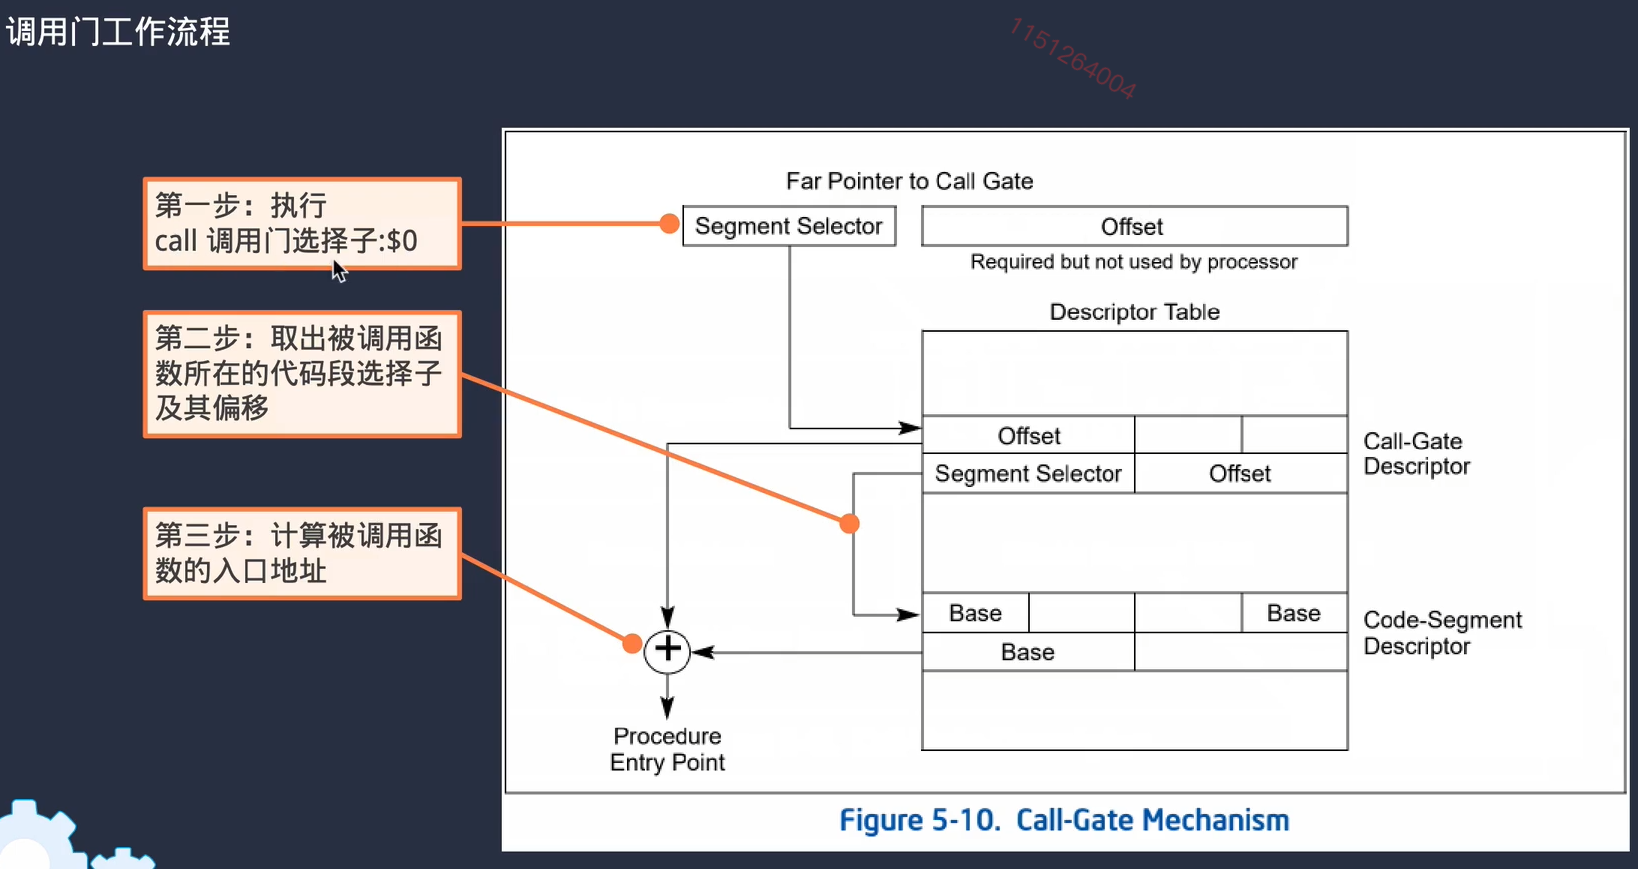 调用门工作流程
1151264004
第一步：执行
call 调用门选择子:$0
第二步：取出被调用函
数所在的代码段选择子
及其偏移
第三步：计算被调用函
数的入口地址
Far Pointer to Call Gate
Segment Selector
Offset
Required but not used by processor
Descriptor Table
Offset
Call-Gate
Descriptor
Segment Selector
Offset
Base
Base
Code-Segment
Descriptor
Base
+
Procedure
Entry Point
Figure 5-10. Call-Gate Mechanism